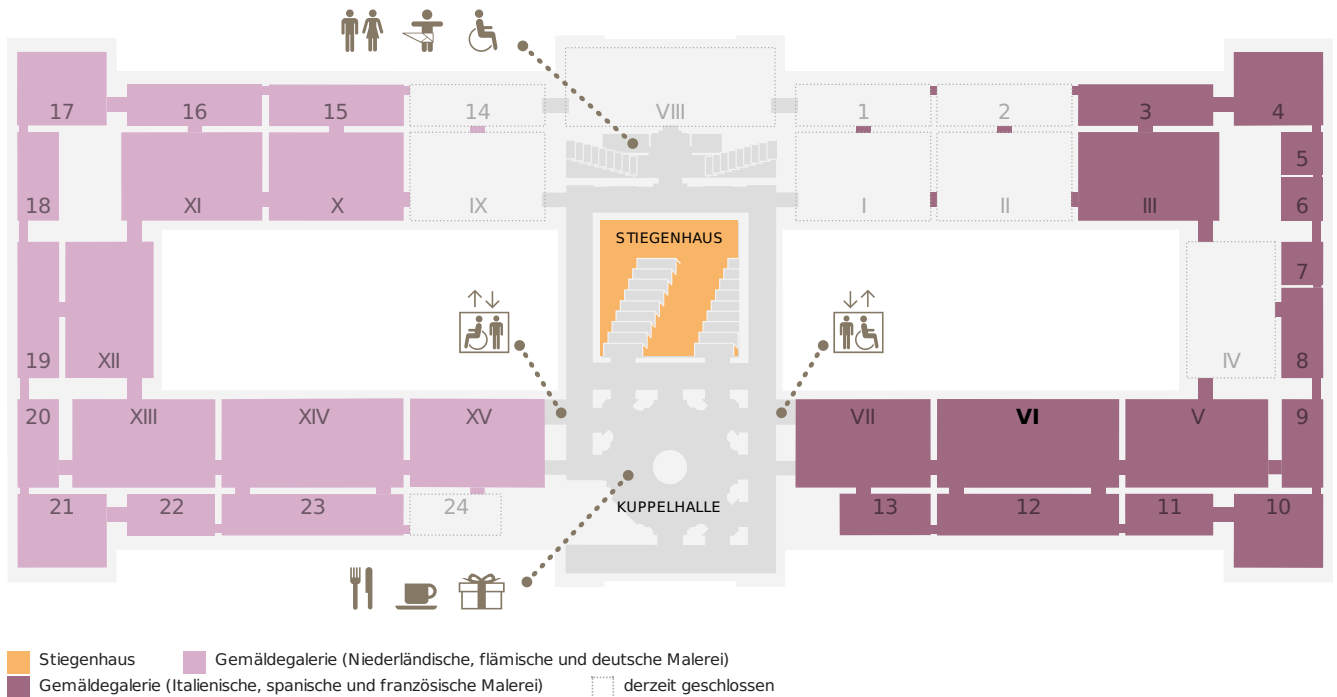 17 16 15 14 VIII 1 2 3 4
5
18 XI X IX I II III 6
STIEGENHAUS
7
19 XII IV 8
20 XIII XIV XV VII VI V 9
21 22 23 24 KUPPELHALLE 13 12 11 10
Stiegenhaus Gemäldegalerie (Niederländische, flämische und deutsche Malerei)
Gemäldegalerie (Italienische, spanische und französische Malerei) derzeit geschlossen